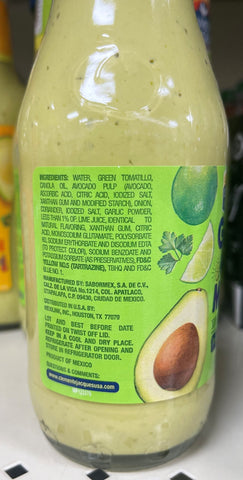 INGREDIENTS: WATER, GREEN TOMATILLO,
CANOLA OIL, AVOCADO PULP (AVOCADO,
ASCORBIC ACID, CITRIC ACID, IODIZED SALT,
XANTHAN GUM AND MODIFIED STARCH), ONION,
CORIANDER, IODIZED SALT, GARLIC POWDER,
LESS THAN 1% OF: LIME JUICE, IDENTICAL TO
NATURAL FLAVORING, XANTHAN GUM, CITRIC
ACID, MONOSODIUM GLUTAMATE, POLYSORBATE
80, SODIUM ERYTHORBATE AND DISODIUM EDTA
(TO PROTECT COLOR), SODIUM BENZOATE AND
POTASSIUM SORBATE (AS PRESERVATIVES), FD&C
YELLOW NO.5 (TARTRAZINE), TBHQ AND FD&C
BLUE NO. 1.
MANUFACTURED BY: SABORMEX, S.A. DE C.V.
CALZ. DE LA VIGA No.1214, COL. APATLACO,
IZTAPALAPA, C.P. 09430, CIUDAD DE MEXICO.
DISTRIBUTED IN U.S.A. BY:
MEXILINK, INC., HOUSTON, TX 77079
LOT AND BEST BEFORE DATE
PRINTED ON TWIST OFF LID.
KEEP IN A COOL AND DRY PLACE.
REFRIGERATE AFTER OPENING AND
STORE IN REFRIGERATOR DOOR.
PRODUCT OF MEXICO
QUESTIONS & COMMENTS:
www.clementejacquesusa.com